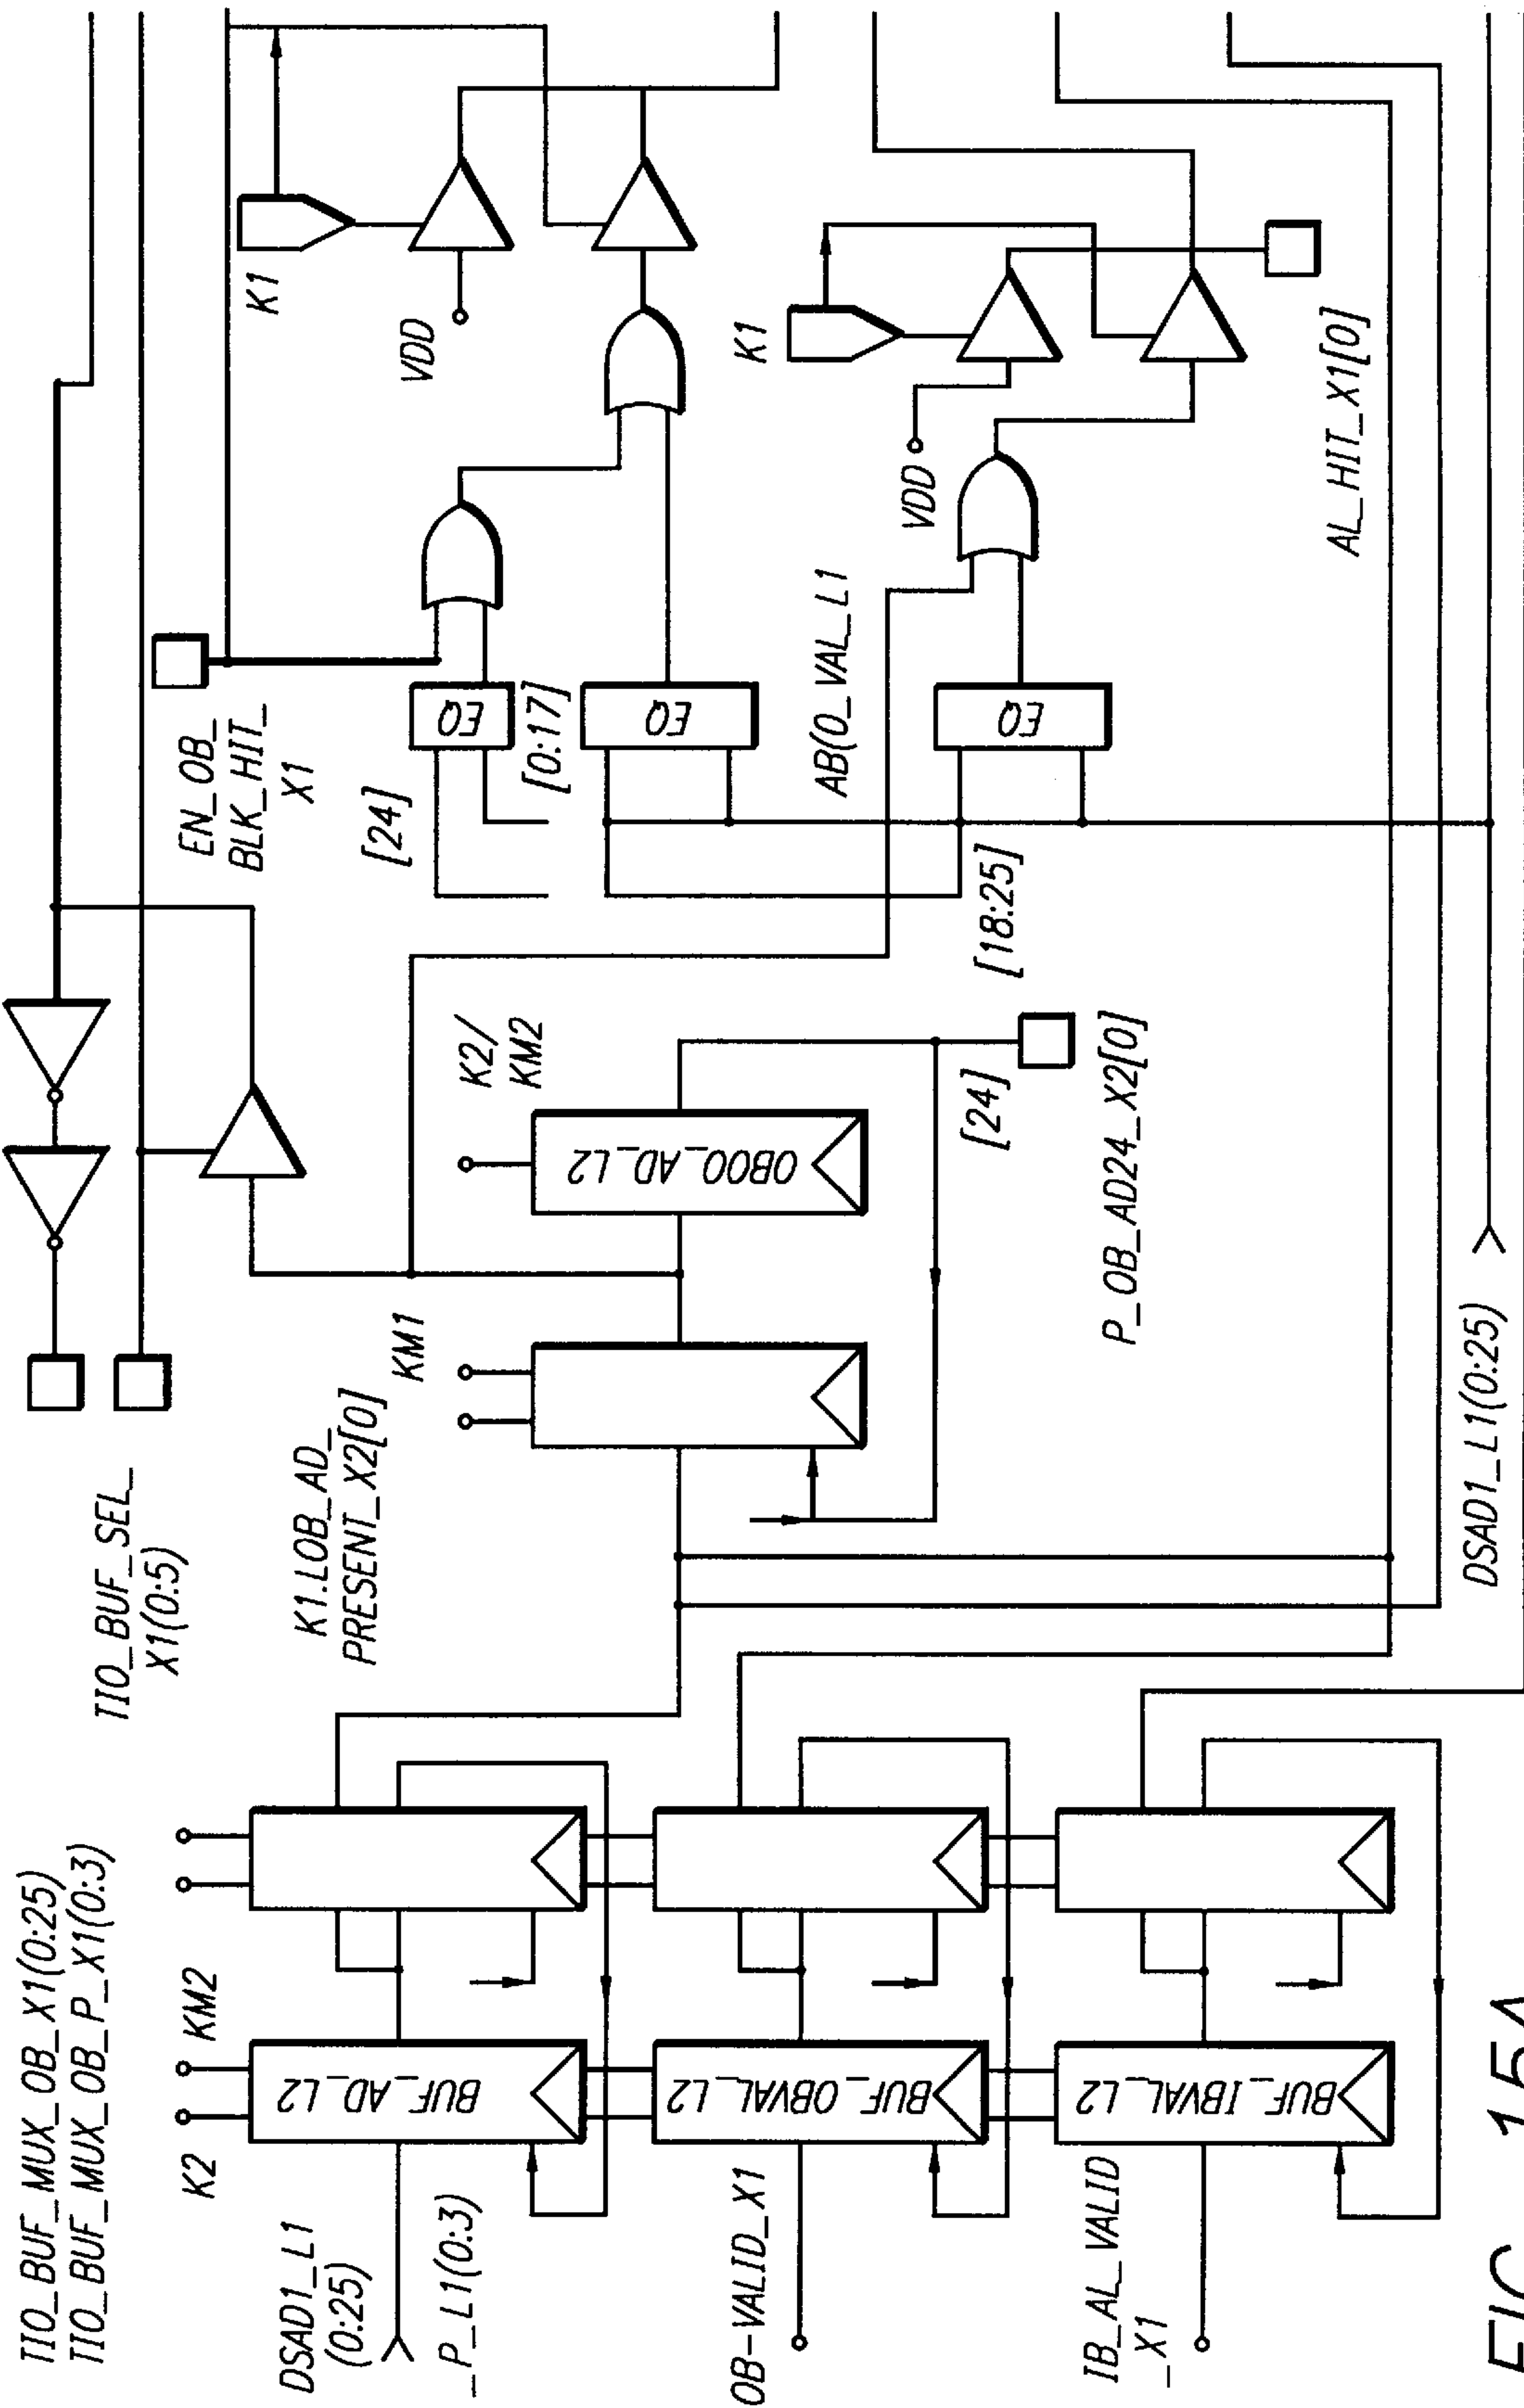 TIO_BUF_MUX_OB_X1(0:25)
TIO_BUF_MUX_OB_P_X1(0:3)
K2
KM2
DSAD1_L1
(0:25)
_P_L1(0:3)
BUF_AD_L2
OB-VALID_X1
BUF_OBVAL_L2
IB_AL_VALID
_X1
BUF_IBVAL_L2
TIO_BUF_SEL_
X1(0:5)
K1.LOB_AD_
PRESENT_X2[0]
KM1
OBOO_AD_L2
K2/
KM2
[24]
P_OB_AD24_X2[0]
DSAD1_L1(0:25)
EN_OB_
BLK_HIT_
X1
[24]
EQ
[0:17]
EQ
AB(0_VAL_L1
[18:25]
EQ
K1
VDD
K1
VDD
AL_HIT_X1[0]
FIG. 15A